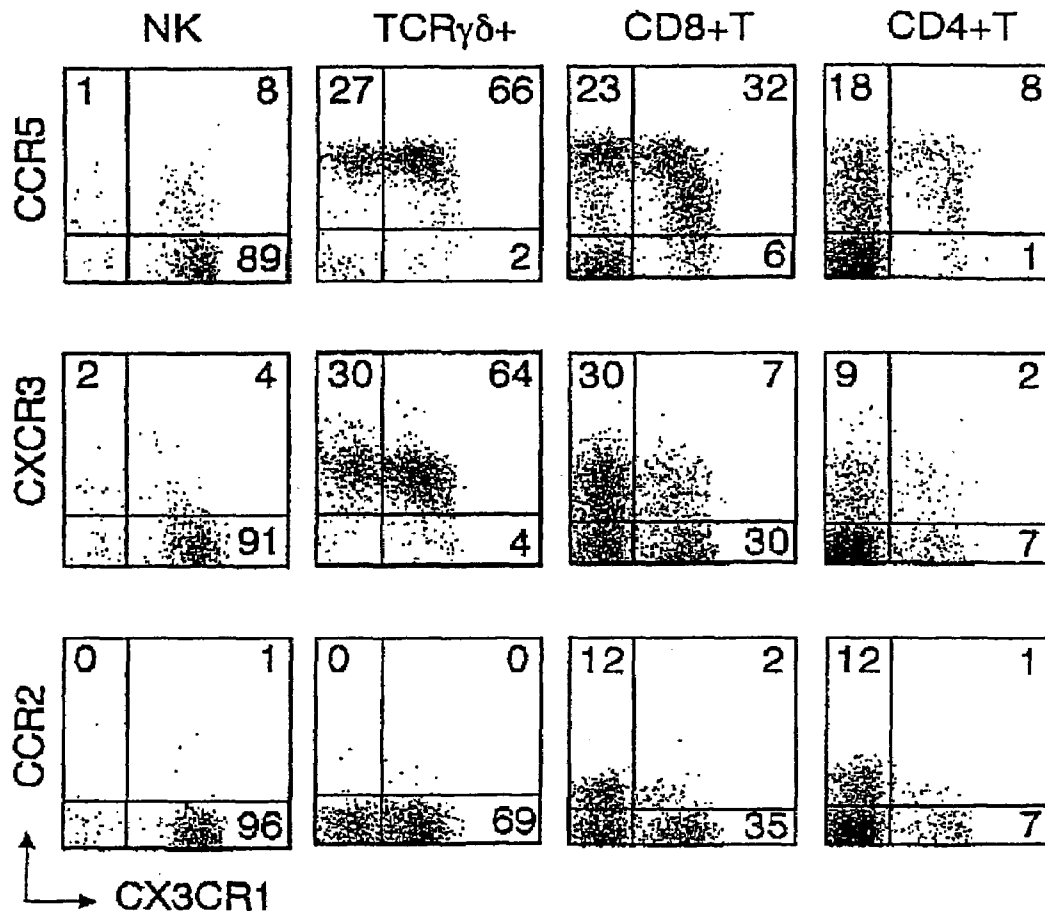 NK TCRγδ+ CD8+T CD4+T
CCR5
1 8 27 66 23 32 18 8
89 2 6 1
CXCR3
2 4 30 64 30 7 9 2
91 4 30 7
CCR2
0 1 0 0 12 2 12 1
96 69 35 7
CX3CR1